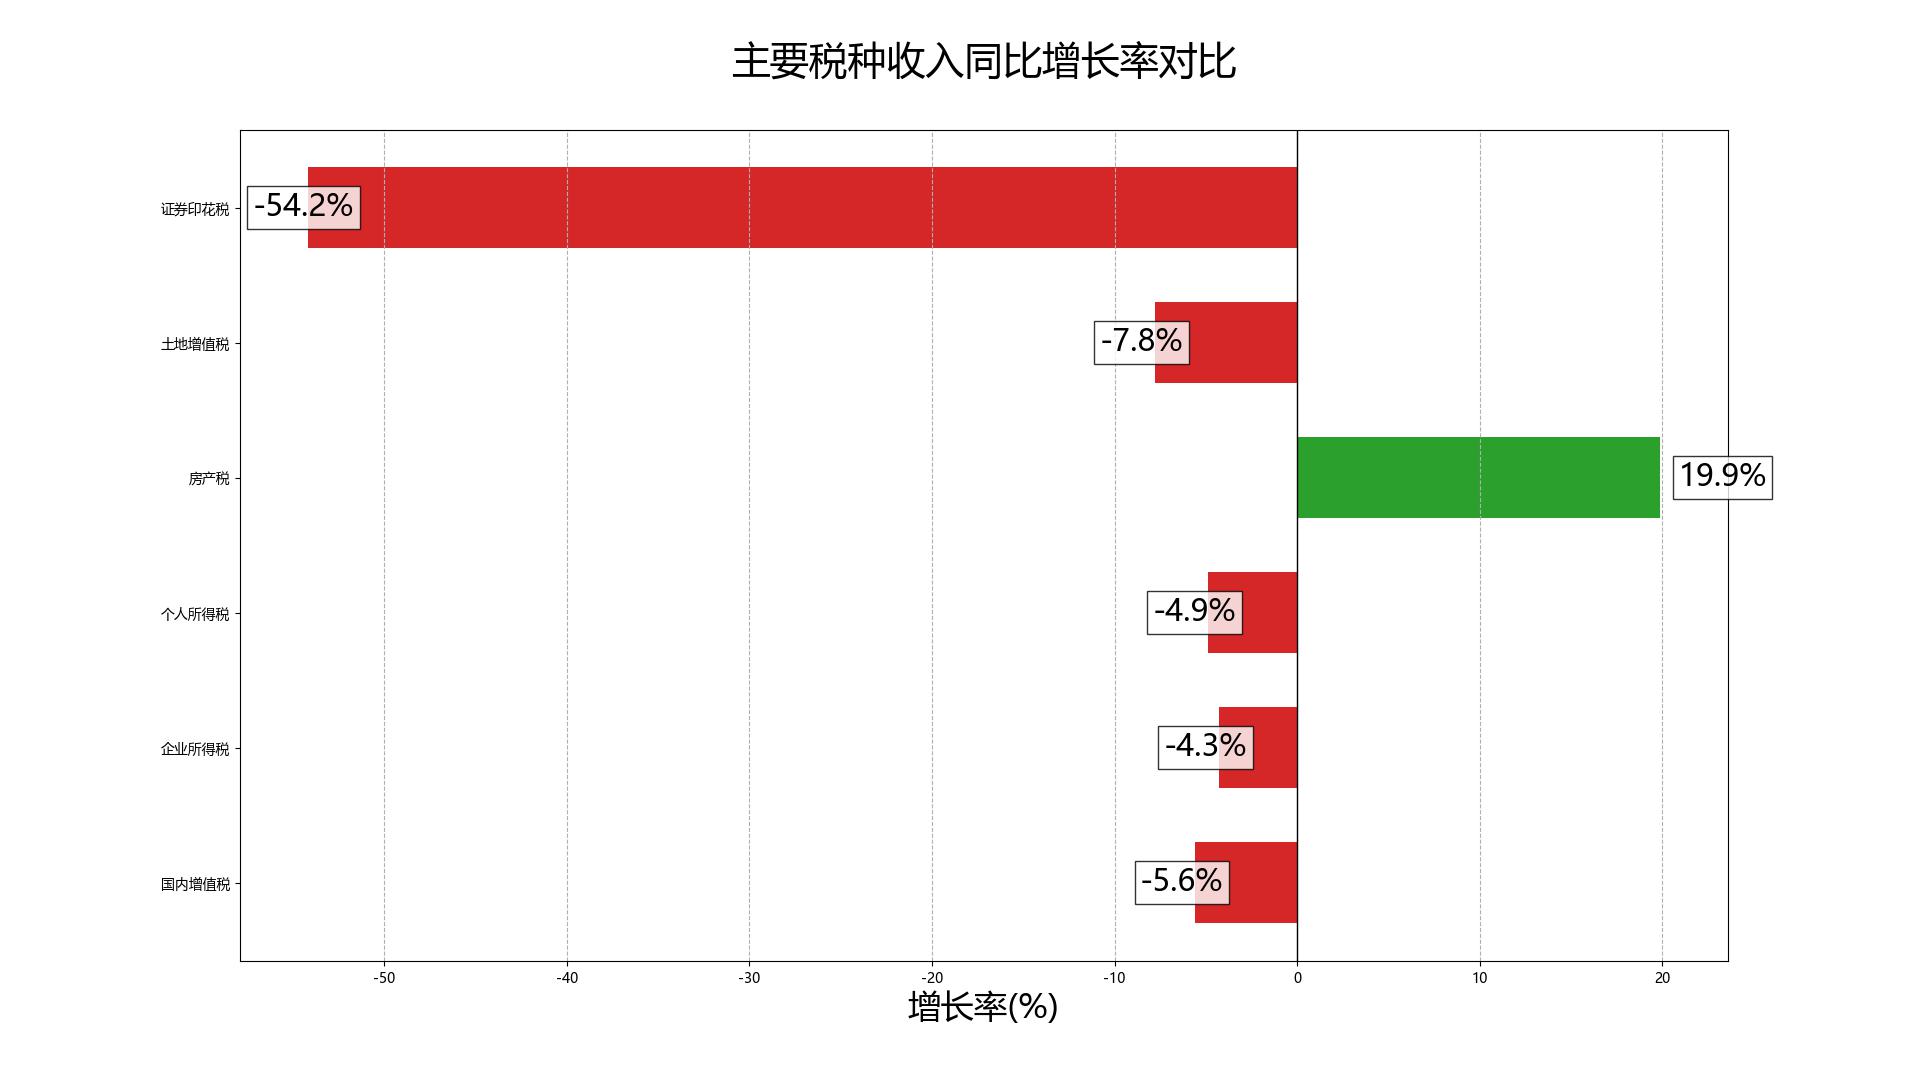 主要税种收入同比增长率对比
证券印花税
-54.2%
土地增值税
-7.8%
房产税
19.9%
个人所得税
-4.9%
企业所得税
-4.3%
国内增值税
-5.6%
-50 -40 -30 -20 -10 0 10 20
增长率(%)